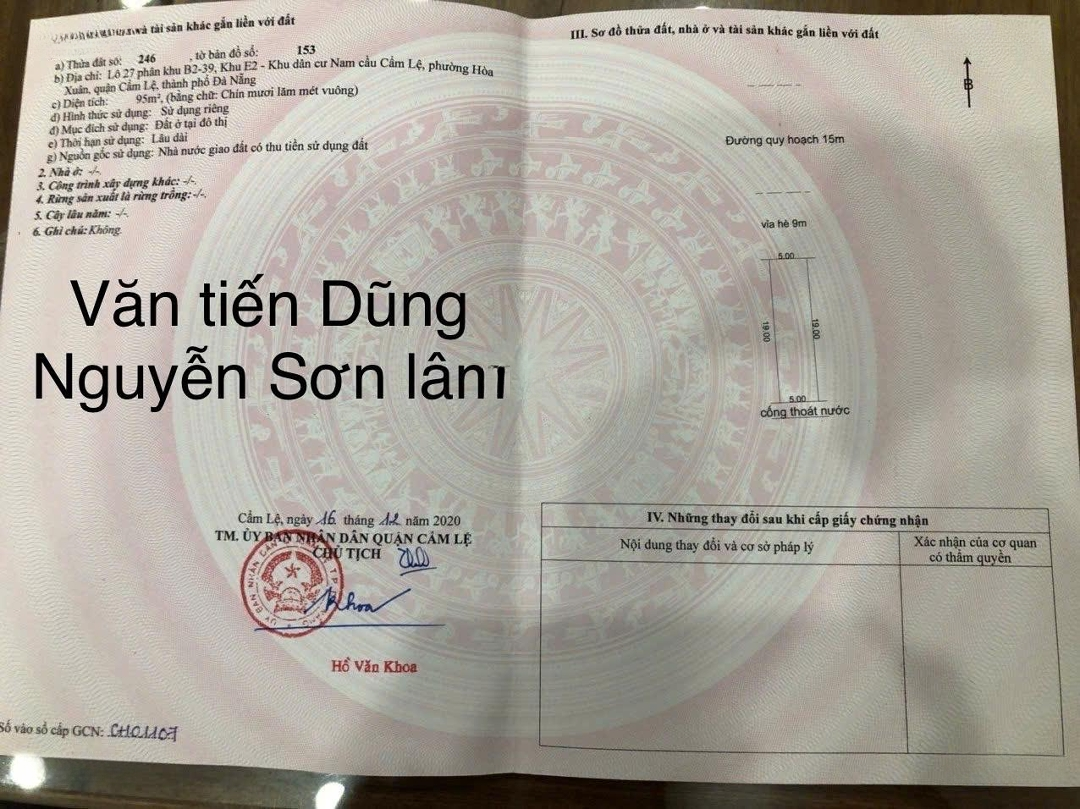 và tài sản khác gắn liền với đất
a) Thửa đất số: 246 , tờ bản đồ số: 153
b) Địa chỉ: Lô 27 phân khu B2-39, Khu E2 - Khu dân cư Nam cầu Cẩm Lệ, phường Hòa
Xuân, quận Cẩm Lệ, thành phố Đà Nẵng
c) Diện tích: 95m², (bằng chữ: Chín mươi lăm mét vuông)
d) Hình thức sử dụng: Sử dụng riêng
đ) Mục đích sử dụng: Đất ở tại đô thị
e) Thời hạn sử dụng: Lâu dài
g) Nguồn gốc sử dụng: Nhà nước giao đất có thu tiền sử dụng đất
2. Nhà ở: -/-.
3. Công trình xây dựng khác: -/-.
4. Rừng sản xuất là rừng trồng: -/-.
5. Cây lâu năm: -/-.
6. Ghi chú: Không.
Văn tiến Dũng
Nguyễn Sơn lâm
Cẩm Lệ, ngày 16 tháng 12 năm 2020
TM. ỦY BAN NHÂN DÂN QUẬN CẨM LỆ
CHỦ TỊCH
Khoa
Hồ Văn Khoa
Số vào sổ cấp GCN: CH01107
III. Sơ đồ thửa đất, nhà ở và tài sản khác gắn liền với đất
B
Đường quy hoạch 15m
vỉa hè 9m
5.00
19.00
19.00
5.00
cống thoát nước
IV. Những thay đổi sau khi cấp giấy chứng nhận
Nội dung thay đổi và cơ sở pháp lý
Xác nhận của cơ quan
có thẩm quyền